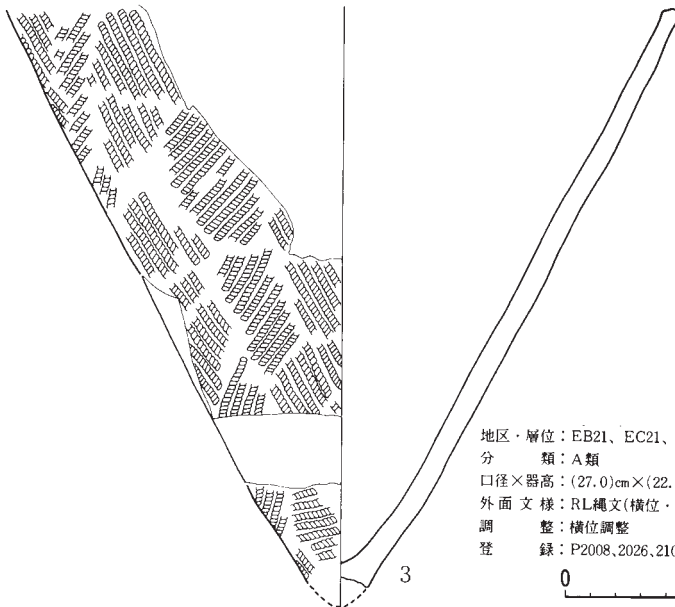 地区・層位：EB21、EC21、
分類：A類
口径×器高：(27.0)cm×(22.
外面文様：RL縄文(横位・
調整：横位調整
登録：P2008,2026,210
3
0